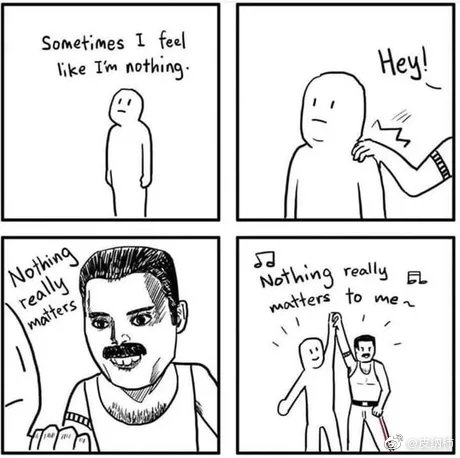 Sometimes I feel
like I'm nothing.
Hey!
Nothing
really
matters
Nothing really
matters to me~